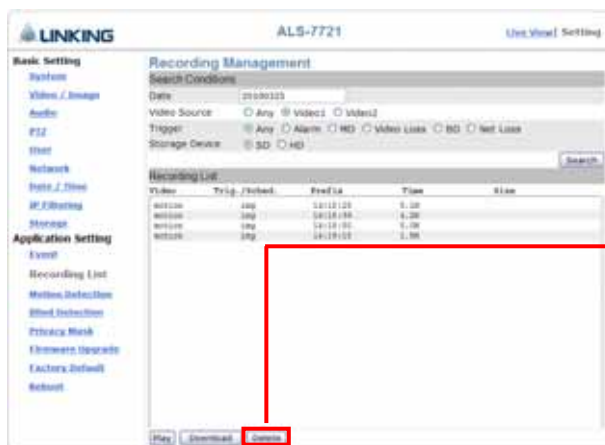 LINKING
ALS-7721
Live View| Setting
Basic Setting
System
Video / Image
Audio
PTZ
User
Network
Date / Time
IP Filtering
Storage
Application Setting
Event
Recording List
Motion Detection
Blind Detection
Privacy Mask
Firmware Upgrade
Factory Default
Reboot
Recording Management
Search Conditions
Date
Video Source Any Video1 Video2
Trigger Any Alarm MD Video Loss BD Net Loss
Storage Device SD HD
Search
Recording List
Video Trig./Sched. Prefix Time Size
motion img
motion img
motion img
motion img
Play Download Delete